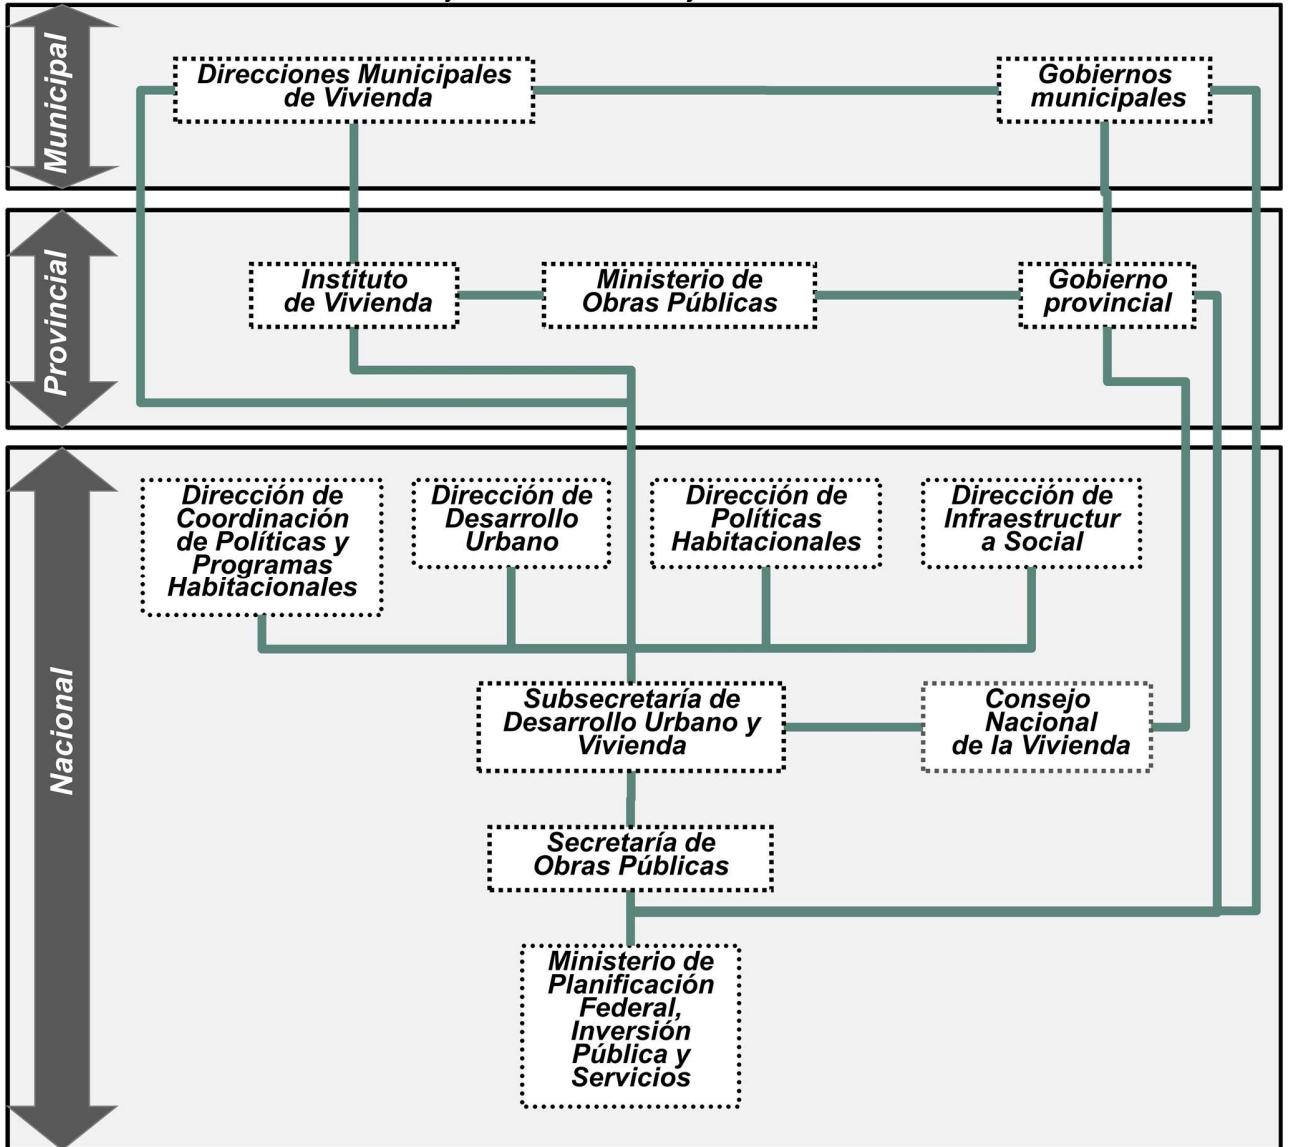 Municipal
Direcciones Municipales
de Vivienda
Gobiernos
municipales
Provincial
Instituto
de Vivienda
Ministerio de
Obras Públicas
Gobierno
provincial
Nacional
Dirección de
Coordinación
de Políticas y
Programas
Habitacionales
Dirección de
Desarrollo
Urbano
Dirección de
Políticas
Habitacionales
Dirección de
Infraestructur
a Social
Subsecretaría de
Desarrollo Urbano y
Vivienda
Consejo
Nacional
de la Vivienda
Secretaría de
Obras Públicas
Ministerio de
Planificación
Federal,
Inversión
Pública y
Servicios